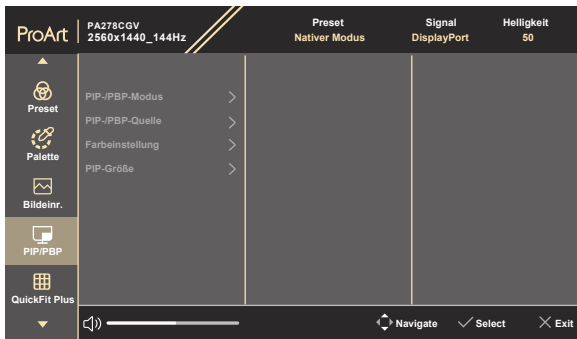 ProArt
PA278CGV
2560x1440_144Hz
Preset
Nativer Modus
Signal
DisplayPort
Helligkeit
50
Preset
Palette
Bildeinr.
PIP/PBP
QuickFit Plus
PIP-/PBP-Modus
PIP-/PBP-Quelle
Farbeinstellung
PIP-Größe
Navigate
Select
Exit